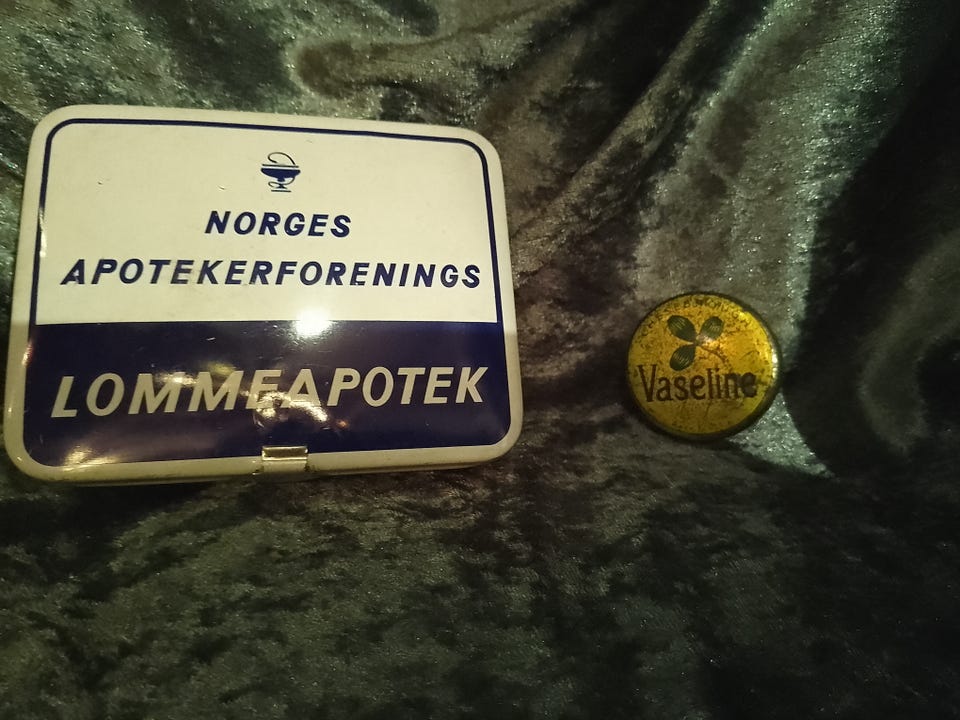 NORGES
APOTEKERFORENINGS
LOMMEAPOTEK
Vaseline